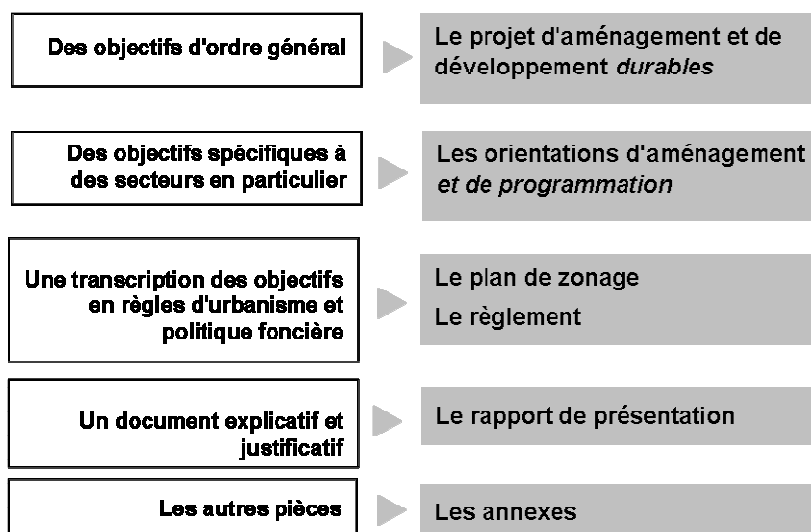 Des objectifs d'ordre général
Le projet d'aménagement et de
développement durables
Des objectifs spécifiques à
des secteurs en particulier
Les orientations d'aménagement
et de programmation
Une transcription des objectifs
en règles d'urbanisme et
politique foncière
Le plan de zonage
Le règlement
Un document explicatif et
justificatif
Le rapport de présentation
Les autres pièces
Les annexes